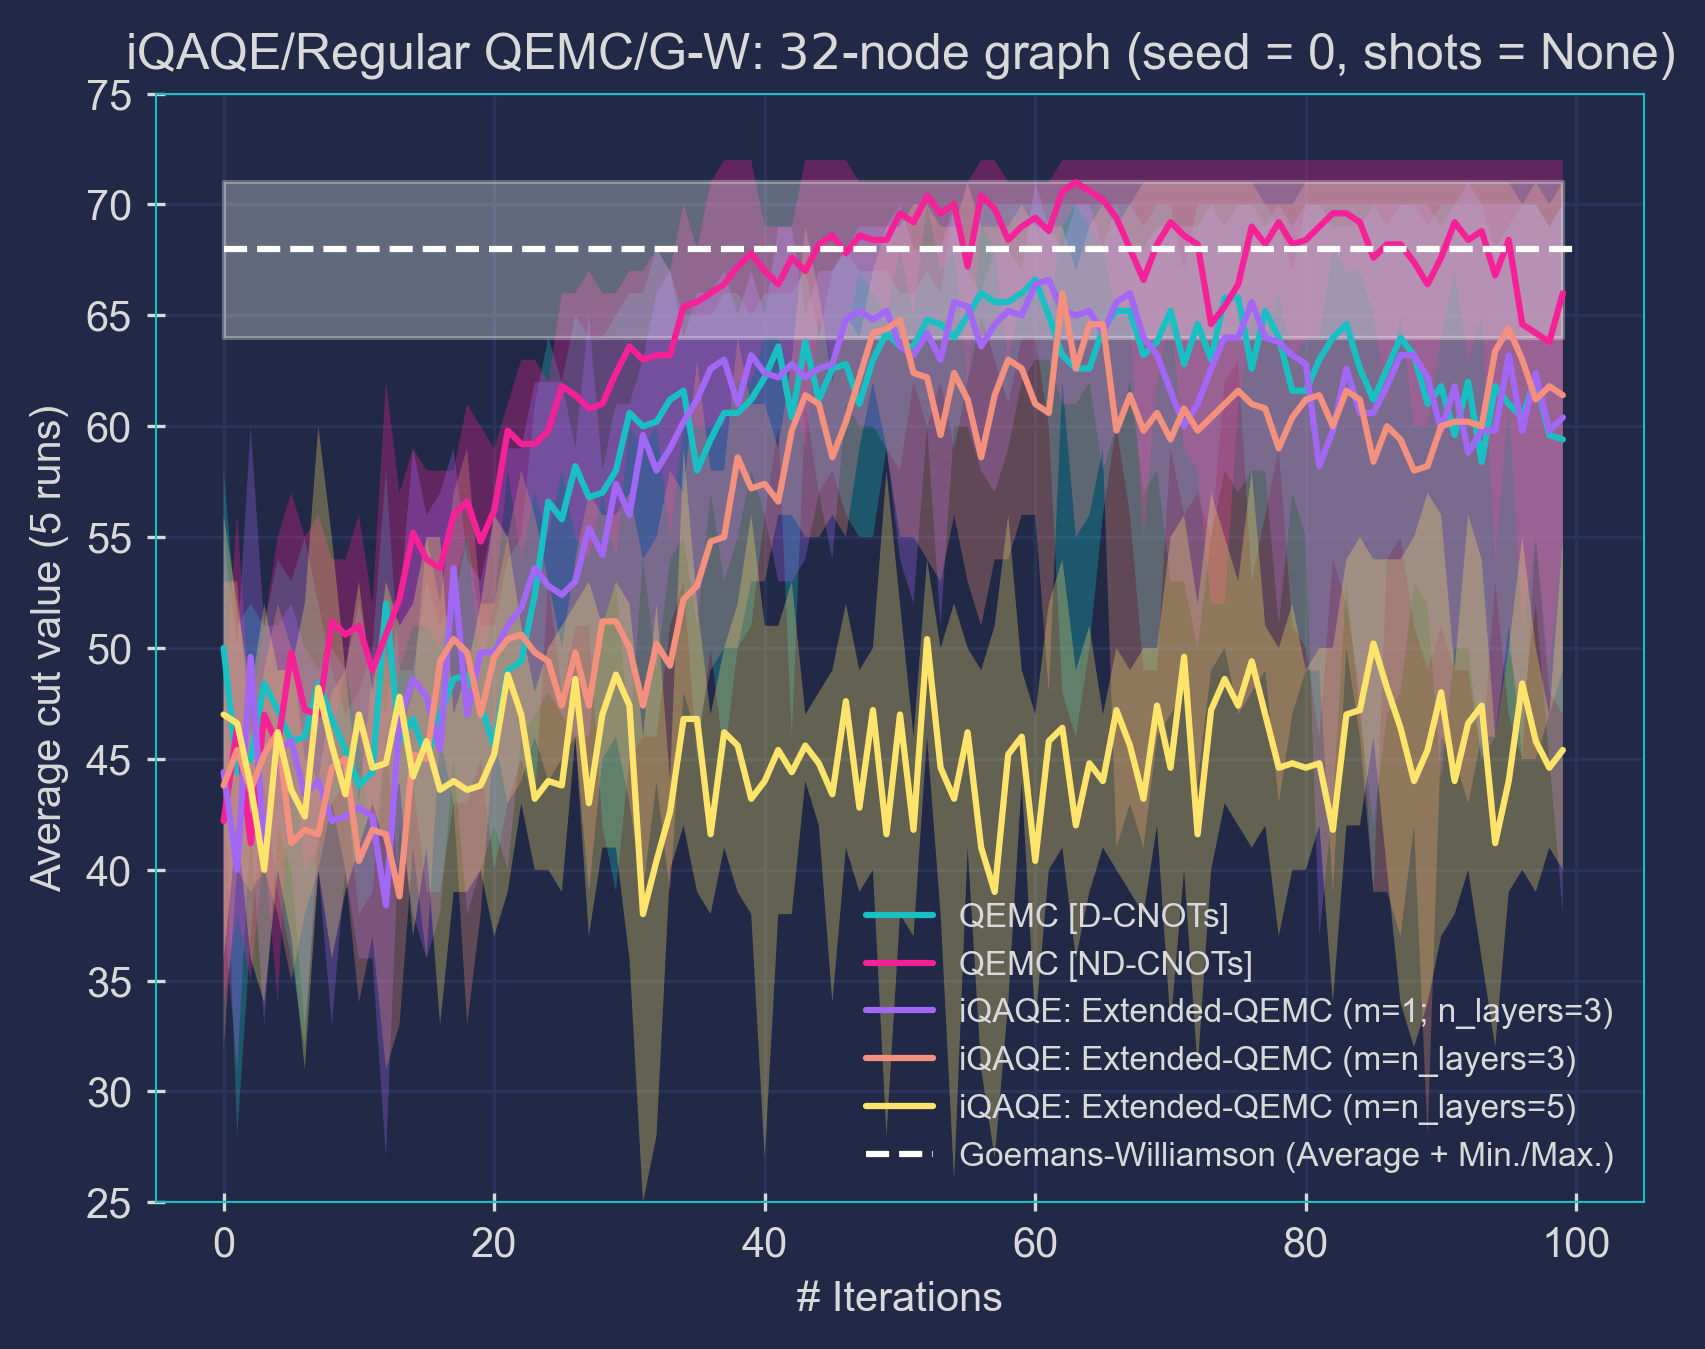 iQAQE/Regular QEMC/G-W: 32-node graph (seed = 0, shots = None)
Average cut value (5 runs)
75
70
65
60
55
50
45
40
35
30
25
QEMC [D-CNOTs]
QEMC [ND-CNOTs]
iQAQE: Extended-QEMC (m=1; n_layers=3)
iQAQE: Extended-QEMC (m=n_layers=3)
iQAQE: Extended-QEMC (m=n_layers=5)
Goemans-Williamson (Average + Min./Max.)
0 20 40 60 80 100
# Iterations